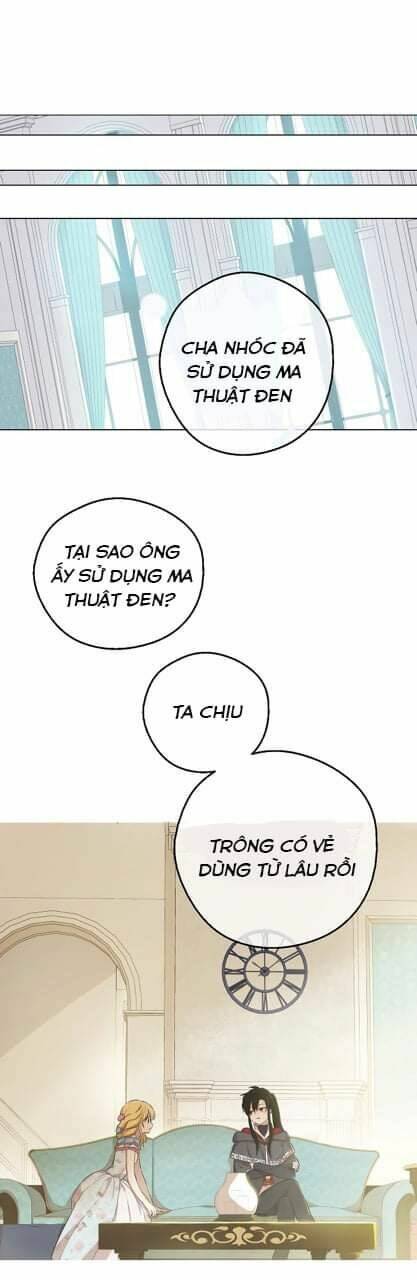 CHA NHÓC ĐÃ
SỬ DỤNG MA
THUẬT ĐEN
TẠI SAO ÔNG
ẤY SỬ DỤNG MA
THUẬT ĐEN?
TA CHỊU
TRÔNG CÓ VẺ
DÙNG TỪ LÂU RỒI